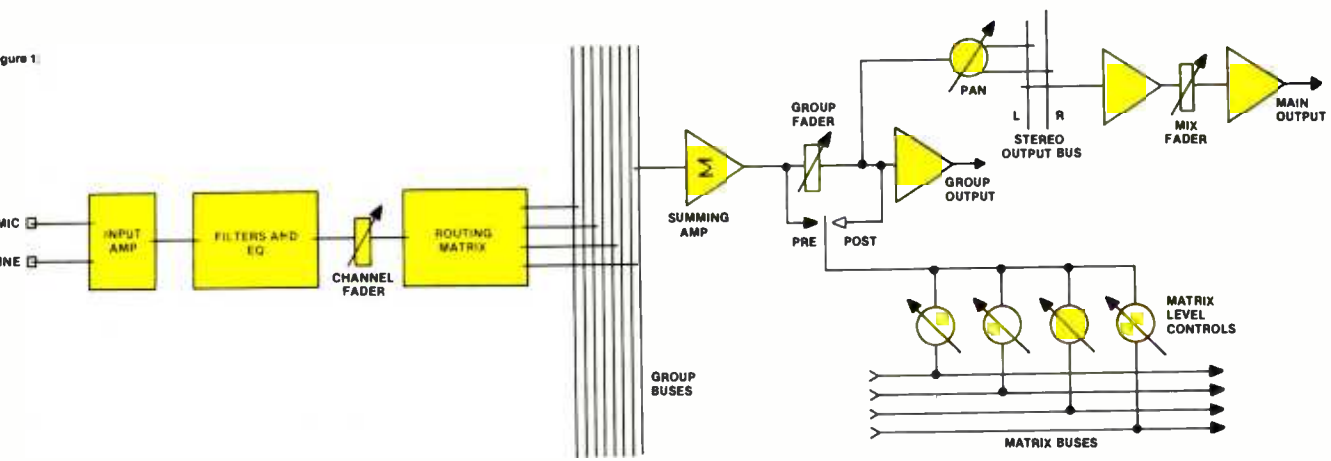 gure 1
MIC
INE
INPUT
AMP
FILTERS AND
EQ
CHANNEL
FADER
ROUTING
MATRIX
GROUP
BUSES
M
SUMMING
AMP
GROUP
FADER
PRE
POST
GROUP
OUTPUT
PAN
L
R
STEREO
OUTPUT BUS
MIX
FADER
MAIN
OUTPUT
MATRIX
LEVEL
CONTROLS
MATRIX BUSES